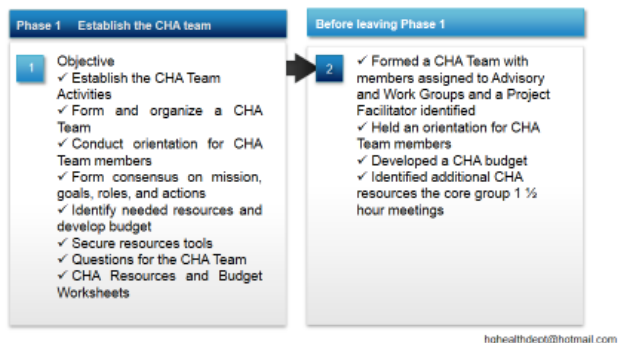 Phase 1 Establish the CHA team
1
Objective
✓ Establish the CHA Team
Activities
✓ Form and organize a CHA
Team
✓ Conduct orientation for CHA
Team members
✓ Form consensus on mission,
goals, roles, and actions
✓ Identify needed resources and
develop budget
✓ Secure resources tools
✓ Questions for the CHA Team
✓ CHA Resources and Budget
Worksheets
Before leaving Phase 1
2
✓ Formed a CHA Team with
members assigned to Advisory
and Work Groups and a Project
Facilitator identified
✓ Held an orientation for CHA
Team members
✓ Developed a CHA budget
✓ Identified additional CHA
resources the core group 1 ½
hour meetings
hqhealthdept@hotmail.com